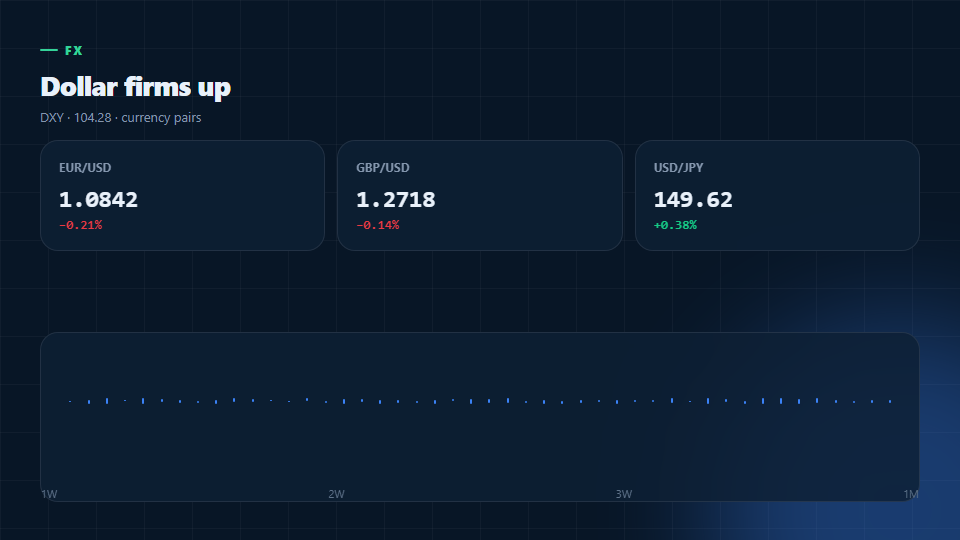 FX
Dollar firms up
DXY · 104.28 · currency pairs
EUR/USD
1.0842
−0.21%
GBP/USD
1.2718
−0.14%
USD/JPY
149.62
+0.38%
1W 2W 3W 1M